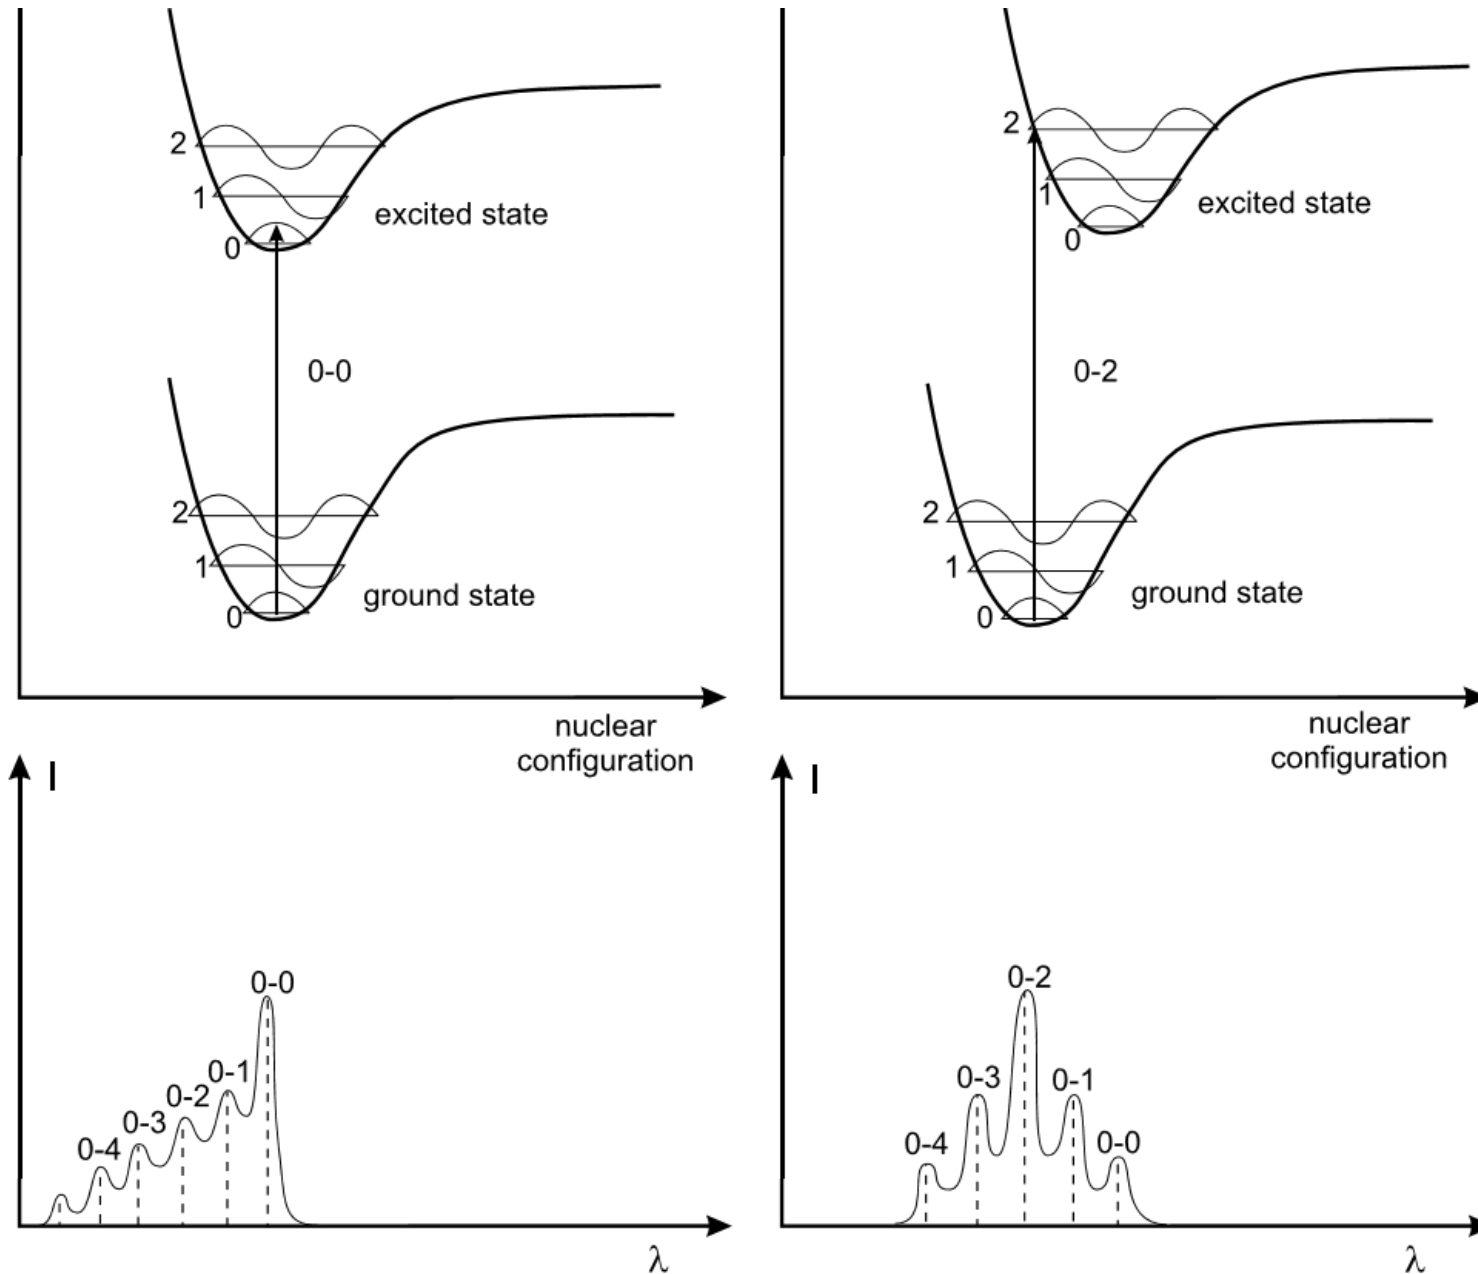 2
1
excited state
0
0-0
2
1
ground state
0
nuclear
configuration
2
1
excited state
0
0-2
2
1
ground state
0
nuclear
configuration
I
0-0
0-1
0-2
0-3
0-4
λ
I
0-2
0-3
0-1
0-4
0-0
λ